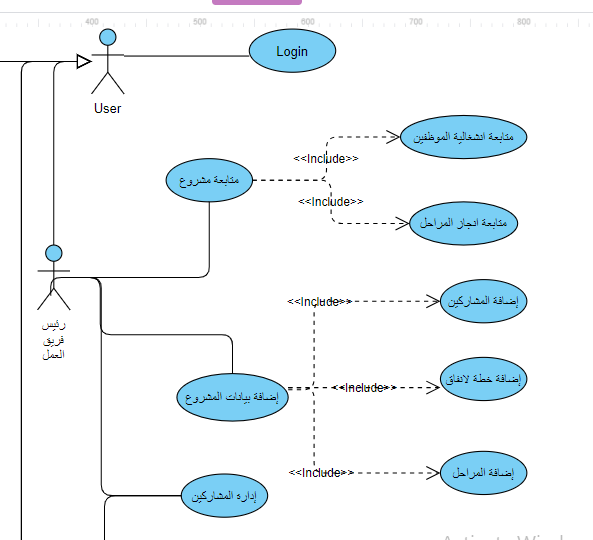 400
500
600
700
800
Login
User
متابعة انشغالية الموظفين
<<Include>>
متابعة مشروع
<<Include>>
متابعة انجاز المراحل
<<Include>>
إضافة المشاركين
رئيس
فريق
العمل
<<Include>>
إضافة خطة لانفاق
إضافة بيانات المشروع
<<Include>>
إضافة المراحل
إدارة المشاركين